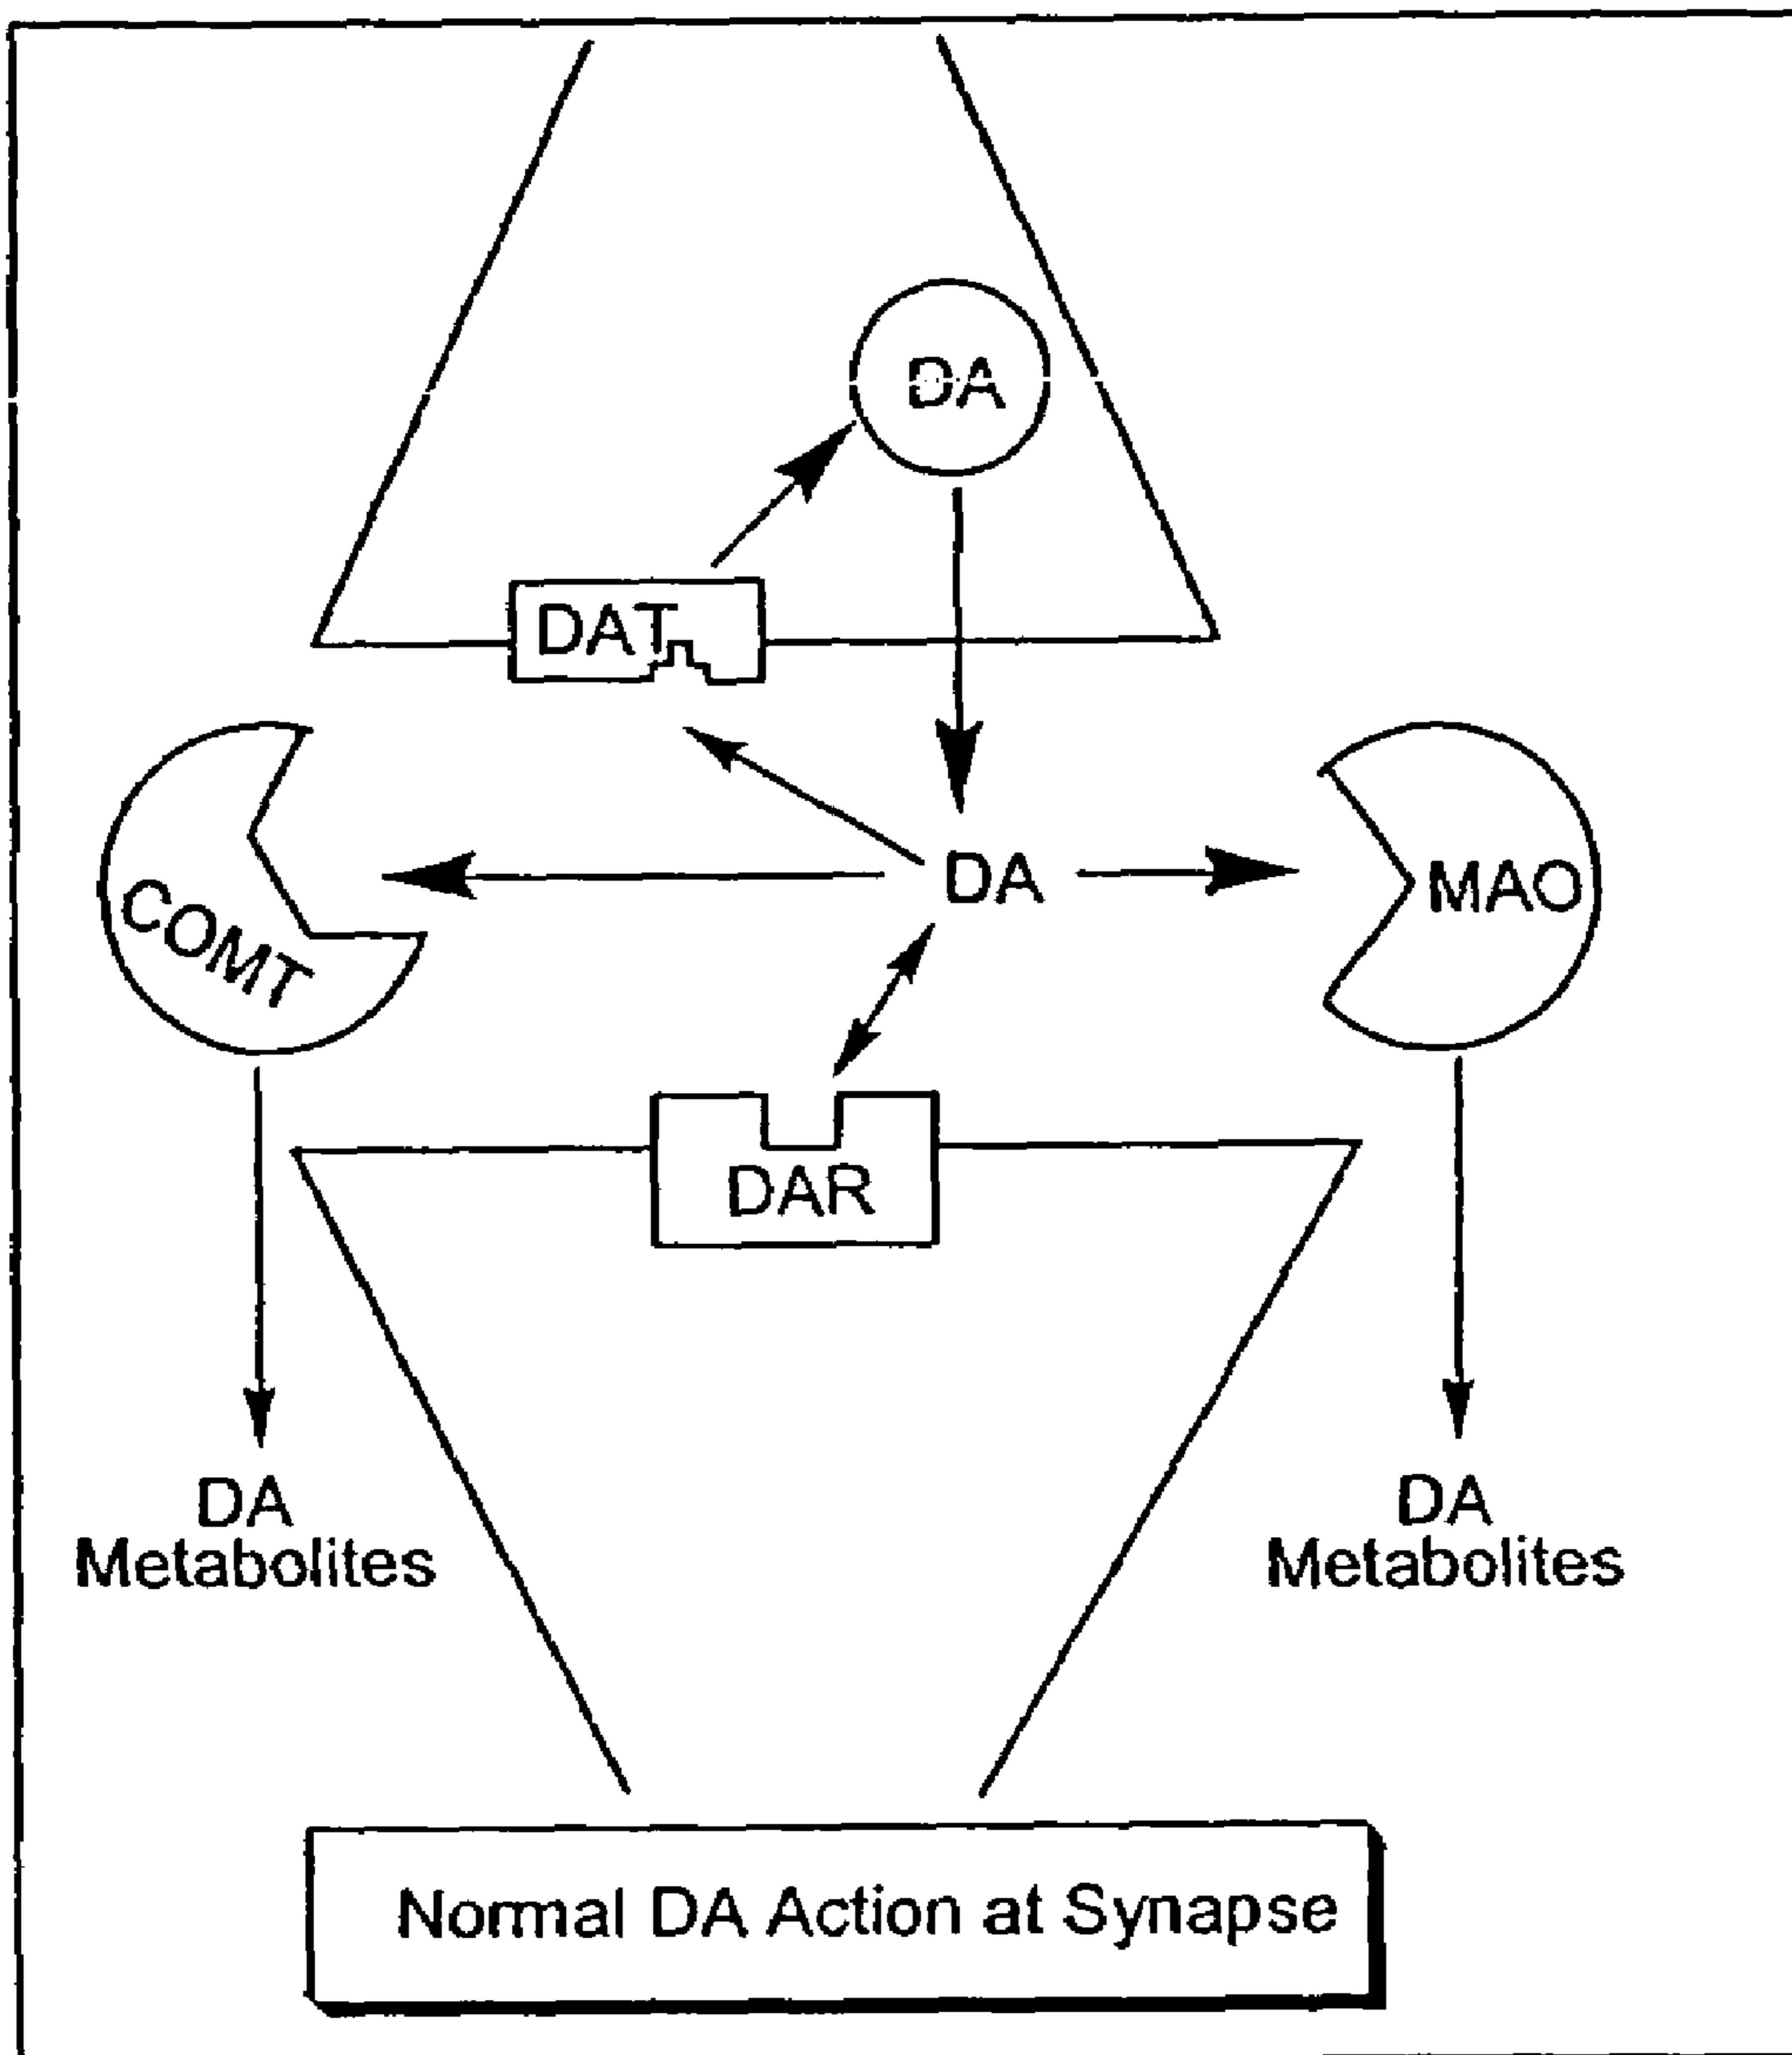 DA
DAT
DA
MAO
COMT
DAR
DA
Metabolites
DA
Metabolites
Normal DA Action at Synapse